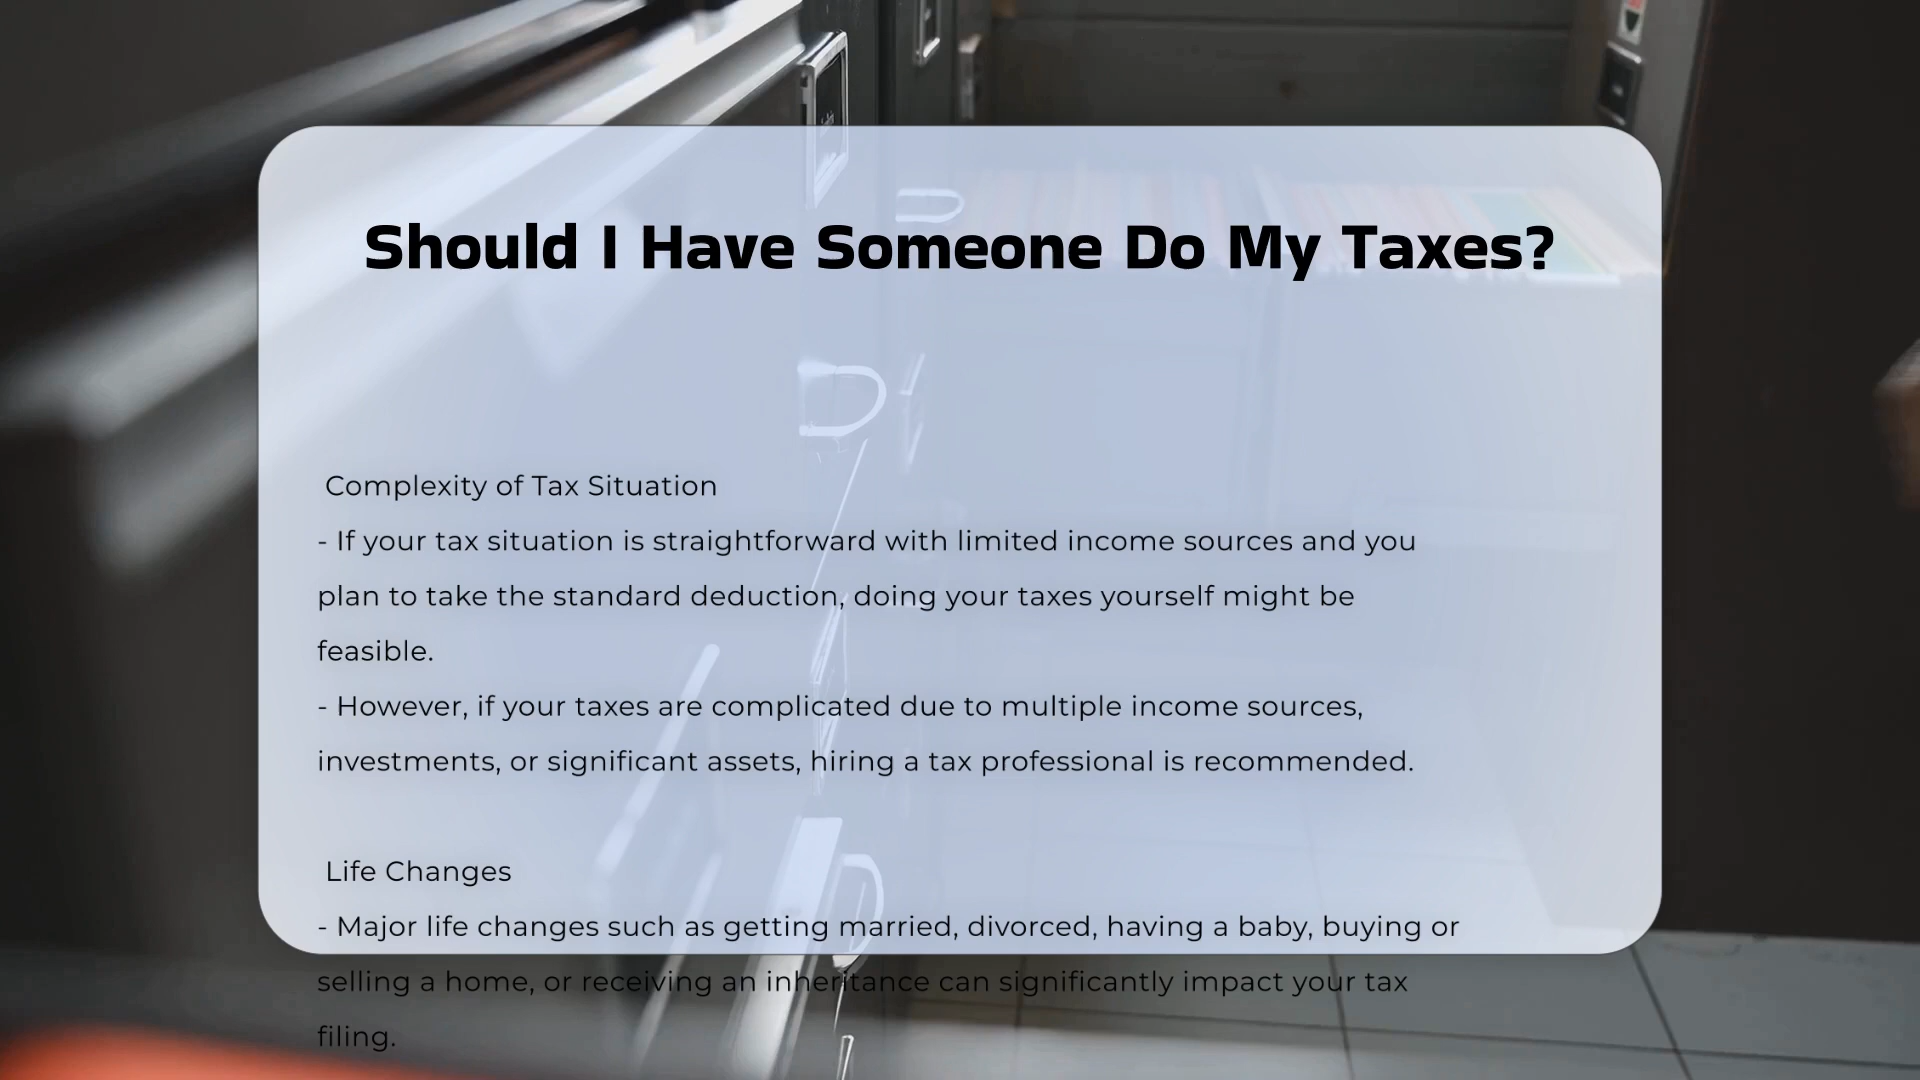 Should I Have Someone Do My Taxes?
Complexity of Tax Situation
- If your tax situation is straightforward with limited income sources and you
plan to take the standard deduction, doing your taxes yourself might be
feasible.
- However, if your taxes are complicated due to multiple income sources,
investments, or significant assets, hiring a tax professional is recommended.
Life Changes
- Major life changes such as getting married, divorced, having a baby, buying or
selling a home, or receiving an inheritance can significantly impact your tax
filing.